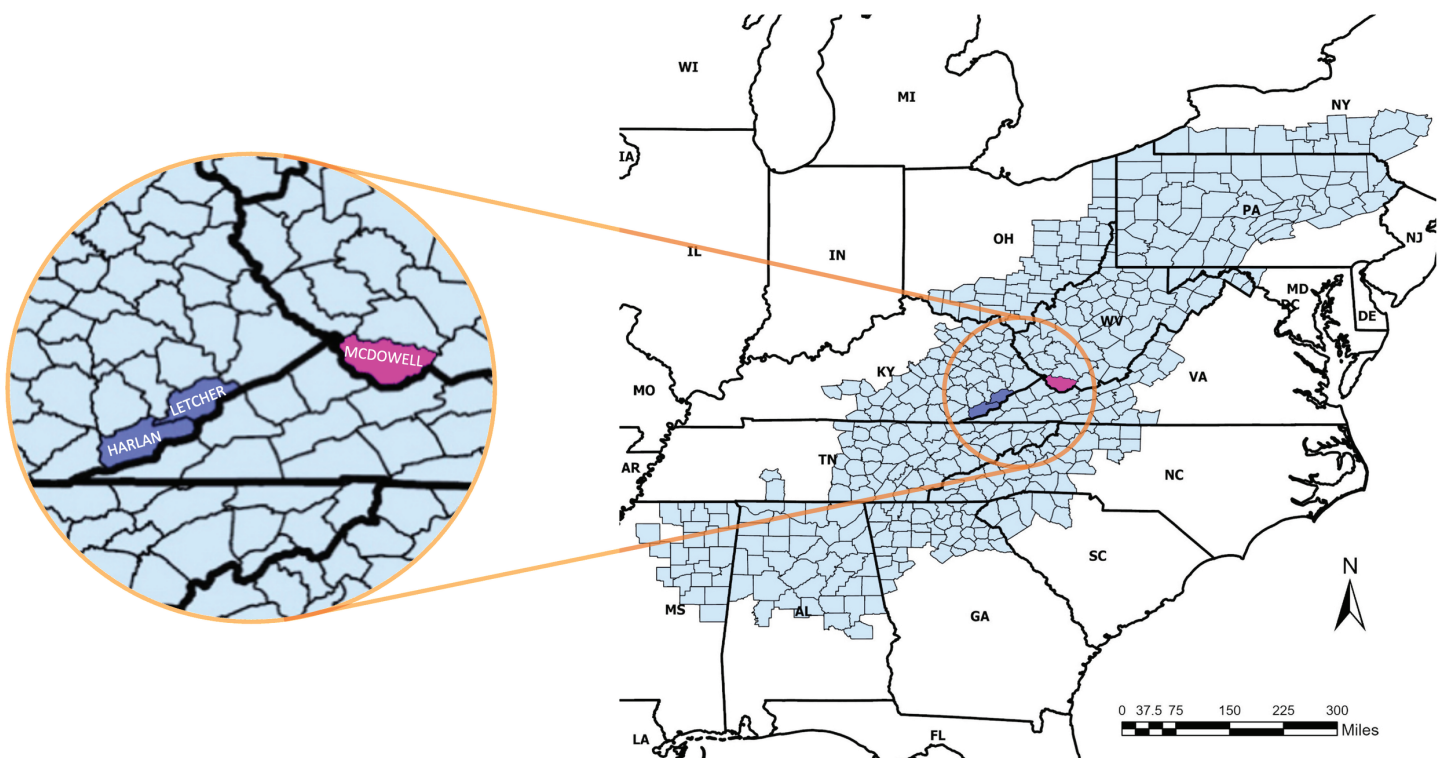 WI
MI
NY
IA
PA
IL
IN
OH
NJ
MD
DC
DE
WV
MCDOWELL
KY
VA
MO
LETCHER
HARLAN
TN
AR
NC
SC
MS
AL
GA
N
LA
FL
0 37.5 75 150 225 300
Miles